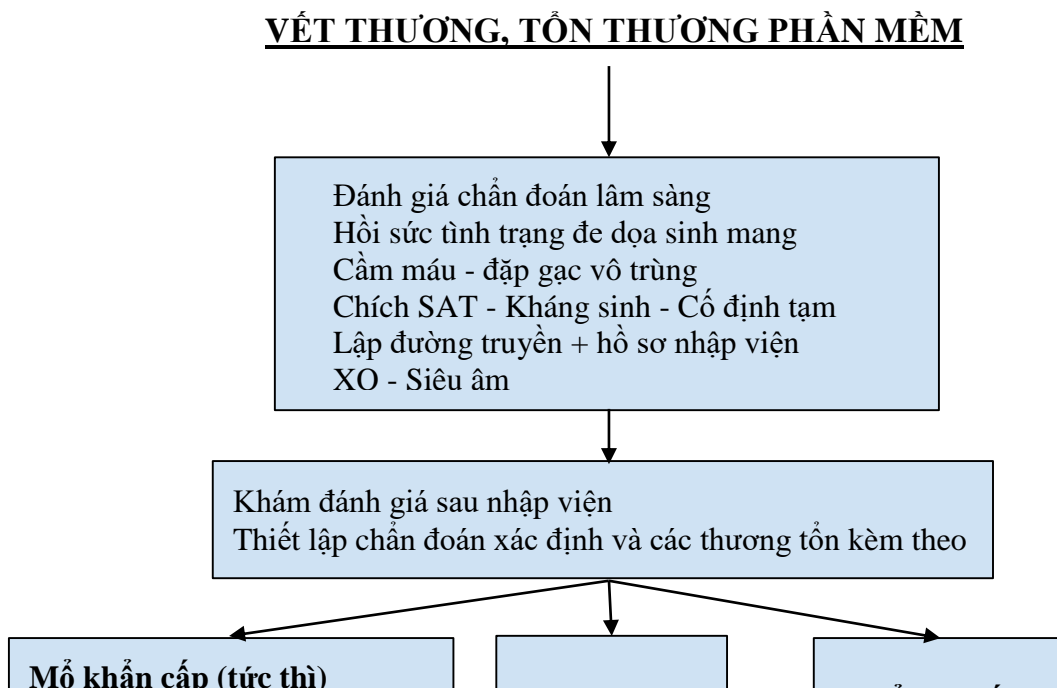 VẾT THƯƠNG, TỔN THƯƠNG PHẦN MỀM
Đánh giá chẩn đoán lâm sàng
Hồi sức tình trạng đe dọa sinh mang
Cầm máu - đặp gạc vô trùng
Chích SAT - Kháng sinh - Cố định tạm
Lập đường truyền + hồ sơ nhập viện
XO - Siêu âm
Khám đánh giá sau nhập viện
Thiết lập chẩn đoán xác định và các thương tổn kèm theo
Mổ khẩn cấp (tức thì)